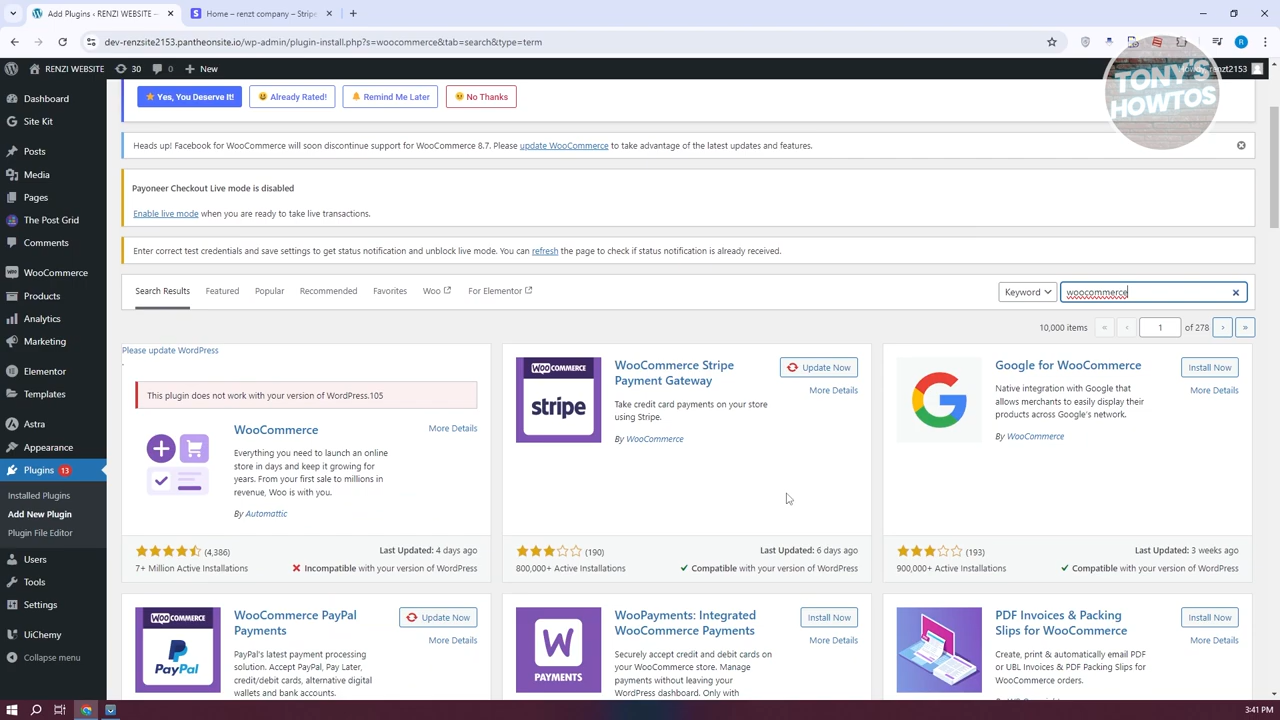 Add Plugins ‹ RENZI WEBSITE —
Home – renzt company – Stripe
dev-renzsite2153.pantheonsite.io/wp-admin/plugin-install.php?s=woocommerce&tab=search&type=term
RENZI WEBSITE 30 0 + New
Howdy, renzt2153
TONY'S
HOWTOS
Dashboard
Site Kit
Posts
Media
Pages
The Post Grid
Comments
WooCommerce
Products
Analytics
Marketing
Elementor
Templates
Astra
Appearance
Plugins 13
Installed Plugins
Add New Plugin
Plugin File Editor
Users
Tools
Settings
UiChemy
Collapse menu
Yes, You Deserve It! Already Rated! Remind Me Later No Thanks
Heads up! Facebook for WooCommerce will soon discontinue support for WooCommerce 8.7. Please update WooCommerce to take advantage of the latest updates and features.
Payoneer Checkout Live mode is disabled
Enable live mode when you are ready to take live transactions.
Enter correct test credentials and save settings to get status notification and unblock live mode. You can refresh the page to check if status notification is already received.
Search Results Featured Popular Recommended Favorites Woo For Elementor Keyword woocommerce
10,000 items « ‹ 1 of 278 › »
Please update WordPress
.
This plugin does not work with your version of WordPress.105
WooCommerce
More Details
Everything you need to launch an online
store in days and keep it growing for
years. From your first sale to millions in
revenue, Woo is with you.
By Automattic
(4,386)
Last Updated: 4 days ago
7+ Million Active Installations
Incompatible with your version of WordPress
WOO COMMERCE
stripe
WooCommerce Stripe
Payment Gateway
Update Now
More Details
Take credit card payments on your store
using Stripe.
By WooCommerce
(190)
Last Updated: 6 days ago
800,000+ Active Installations
Compatible with your version of WordPress
Google for WooCommerce
Install Now
More Details
Native integration with Google that
allows merchants to easily display their
products across Google's network.
By WooCommerce
(193)
Last Updated: 3 weeks ago
900,000+ Active Installations
Compatible with your version of WordPress
WOO COMMERCE
PayPal
WooCommerce PayPal
Payments
Update Now
More Details
PayPal's latest payment processing
solution. Accept PayPal, Pay Later,
credit/debit cards, alternative digital
wallets and bank accounts.
W
PAYMENTS
WooPayments: Integrated
WooCommerce Payments
Install Now
More Details
Securely accept credit and debit cards on
your WooCommerce store. Manage
payments without leaving your
WordPress dashboard. Only with
PDF Invoices & Packing
Slips for WooCommerce
Install Now
More Details
Create, print & automatically email PDF
or UBL Invoices & PDF Packing Slips for
WooCommerce orders.
3:41 PM